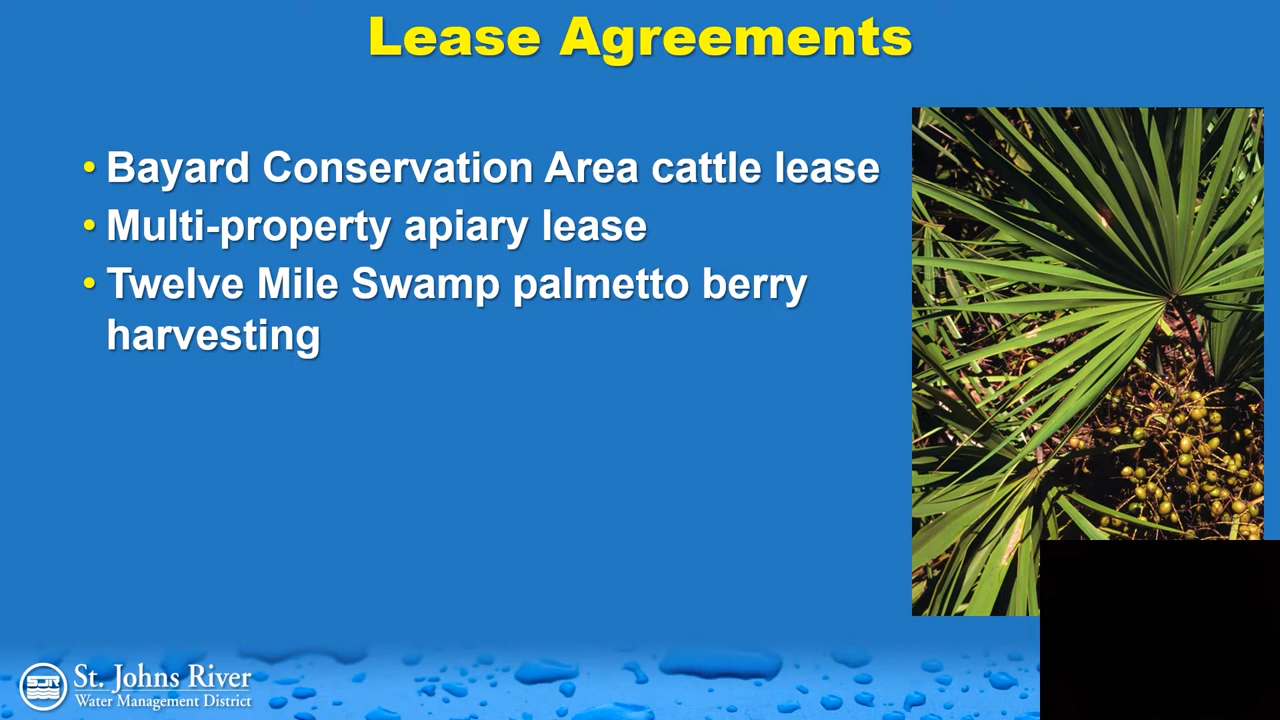 Lease Agreements
• Bayard Conservation Area cattle lease
• Multi-property apiary lease
• Twelve Mile Swamp palmetto berry
harvesting
SJR
St. Johns River
Water Management District